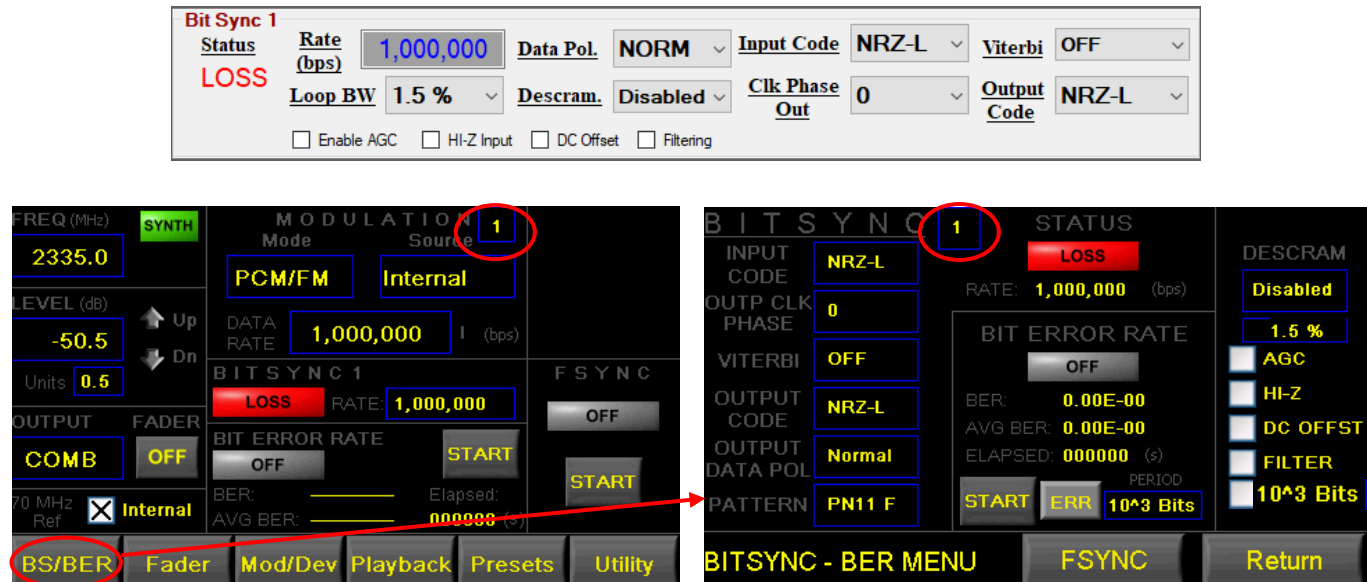 Bit Sync 1
Status Rate (bps) 1,000,000 Data Pol. NORM Input Code NRZ-L Viterbi OFF
LOSS Loop BW 1.5 % Descram. Disabled Clk Phase Out 0 Output Code NRZ-L
Enable AGC HI-Z Input DC Offset Filtering
FREQ (MHz) SYNTH
2335.0
LEVEL (dB)
-50.5
Up
Dn
Units 0.5
OUTPUT FADER
COMB OFF
70 MHz Ref Internal
MODULATION 1
Mode Source
PCM/FM Internal
DATA RATE 1,000,000 I (bps)
BITSYNC1
LOSS RATE: 1,000,000
BIT ERROR RATE
OFF START
BER: Elapsed:
AVG BER: 000000 (s)
FSYNC
OFF
START
BS/BER Fader Mod/Dev Playback Presets Utility
BITSYNC 1
INPUT CODE NRZ-L
OUTP CLK PHASE 0
VITERBI OFF
OUTPUT CODE NRZ-L
OUTPUT DATA POL Normal
PATTERN PN11 F
STATUS
LOSS
RATE: 1,000,000 (bps)
BIT ERROR RATE
OFF
BER: 0.00E-00
AVG BER: 0.00E-00
ELAPSED: 000000 (s)
PERIOD
START ERR 10^3 Bits
DESCRAM
Disabled
1.5 %
AGC
HI-Z
DC OFFST
FILTER
10^3 Bits
BITSYNC - BER MENU FSYNC Return